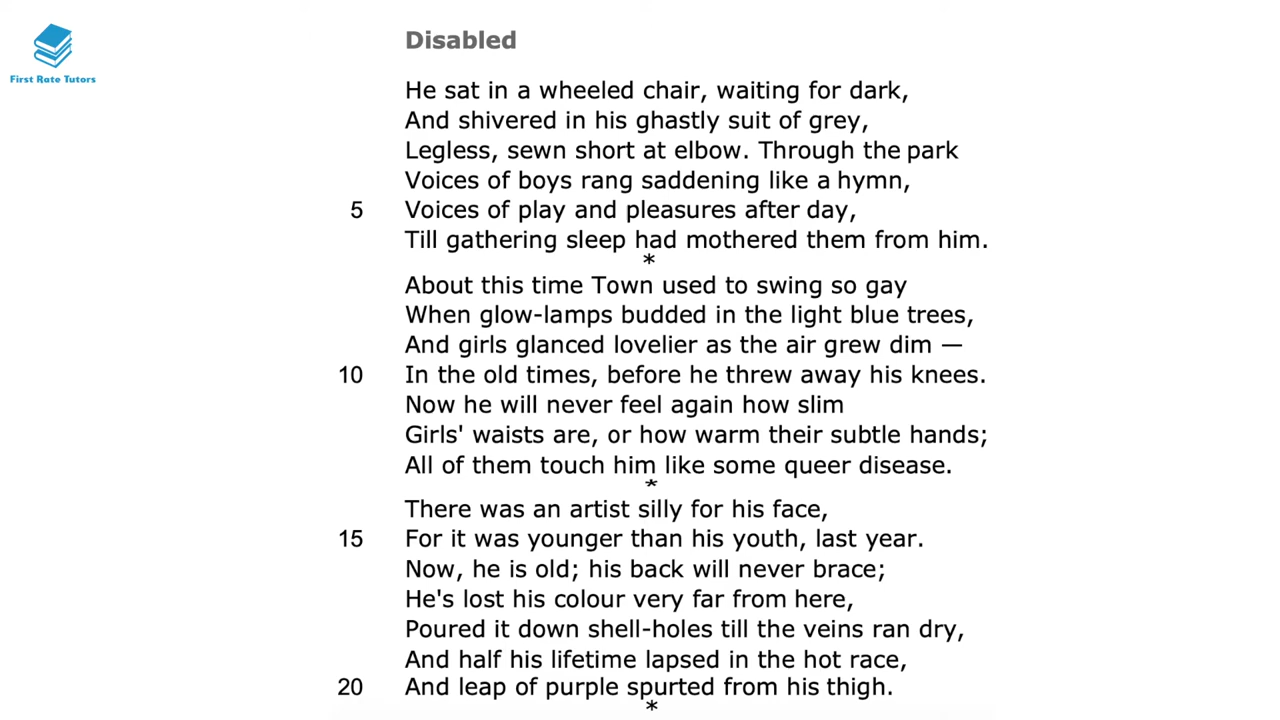 First Rate Tutors
Disabled
He sat in a wheeled chair, waiting for dark,
And shivered in his ghastly suit of grey,
Legless, sewn short at elbow. Through the park
Voices of boys rang saddening like a hymn,
5 Voices of play and pleasures after day,
Till gathering sleep had mothered them from him.
*
About this time Town used to swing so gay
When glow-lamps budded in the light blue trees,
And girls glanced lovelier as the air grew dim —
10 In the old times, before he threw away his knees.
Now he will never feel again how slim
Girls' waists are, or how warm their subtle hands;
All of them touch him like some queer disease.
*
There was an artist silly for his face,
15 For it was younger than his youth, last year.
Now, he is old; his back will never brace;
He's lost his colour very far from here,
Poured it down shell-holes till the veins ran dry,
And half his lifetime lapsed in the hot race,
20 And leap of purple spurted from his thigh.
*